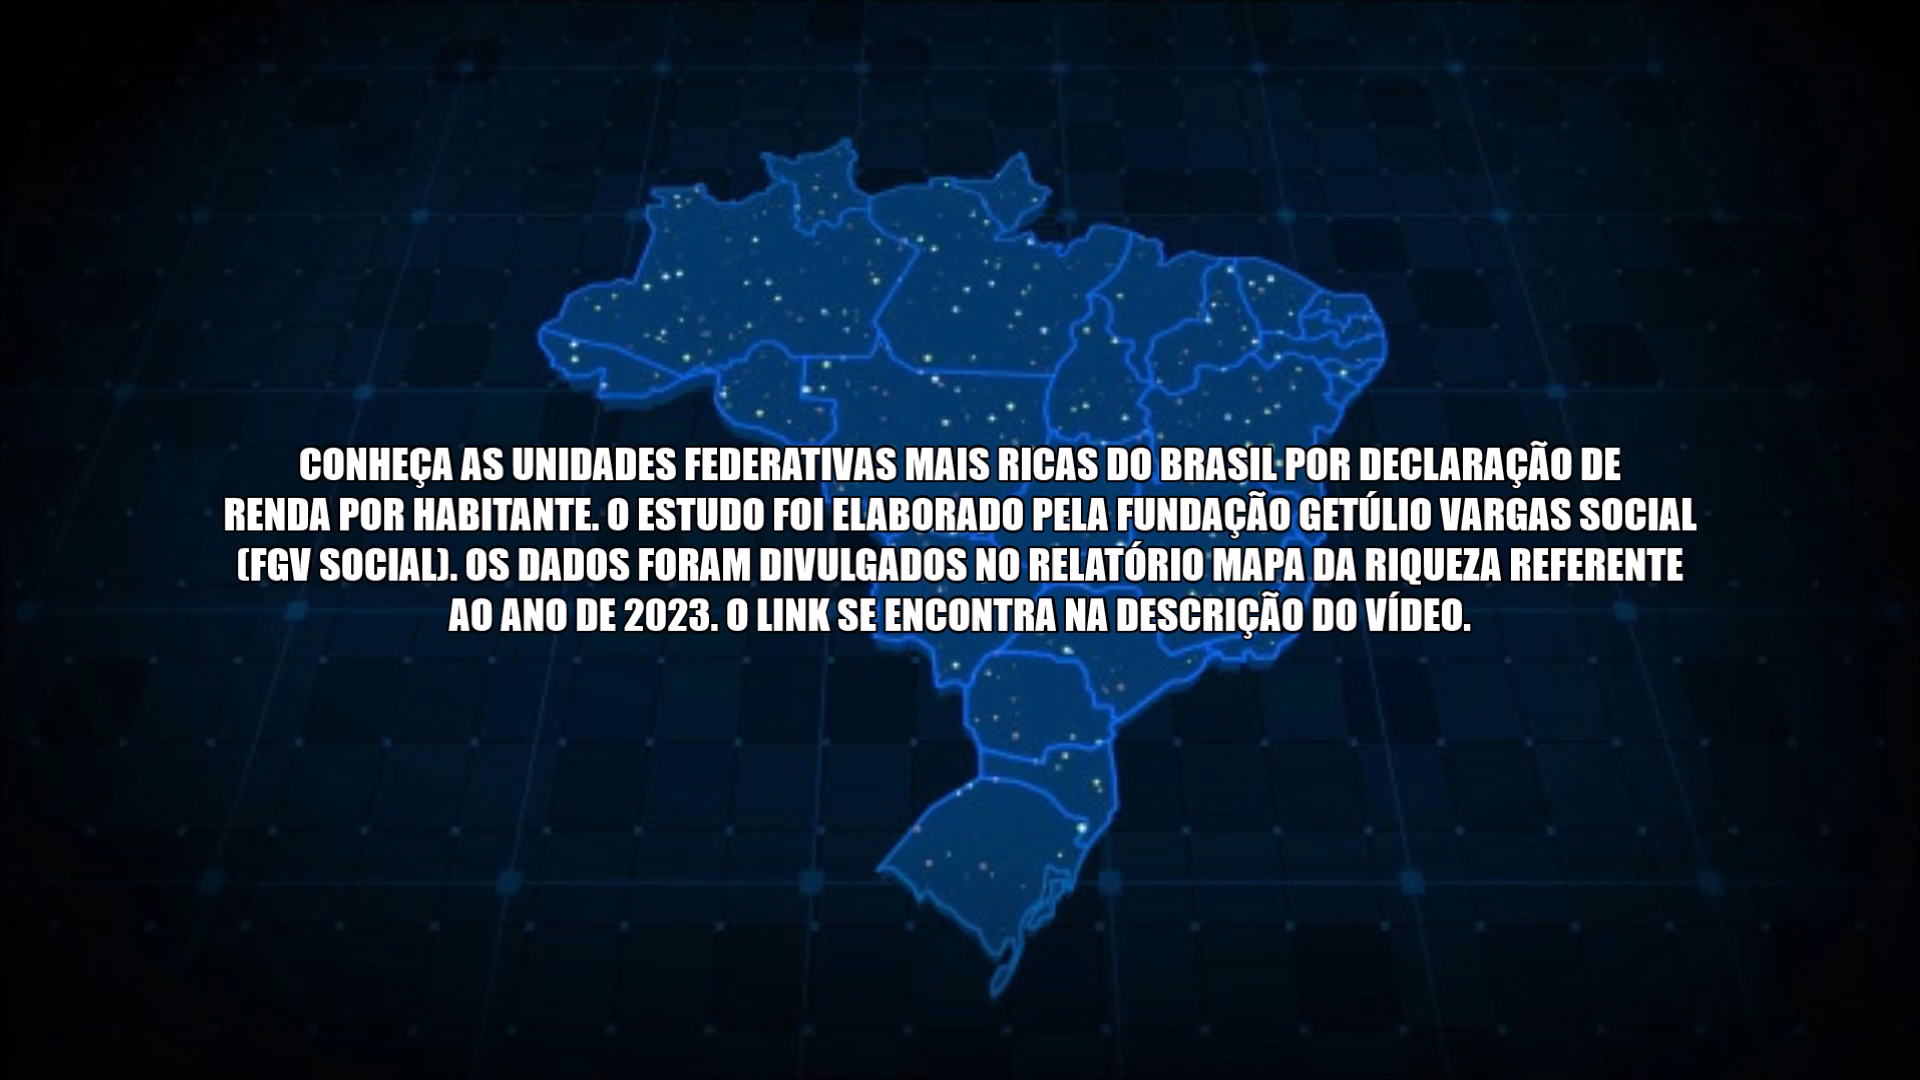 CONHEÇA AS UNIDADES FEDERATIVAS MAIS RICAS DO BRASIL POR DECLARAÇÃO DE
RENDA POR HABITANTE. O ESTUDO FOI ELABORADO PELA FUNDAÇÃO GETÚLIO VARGAS SOCIAL
(FGV SOCIAL). OS DADOS FORAM DIVULGADOS NO RELATÓRIO MAPA DA RIQUEZA REFERENTE
AO ANO DE 2023. O LINK SE ENCONTRA NA DESCRIÇÃO DO VÍDEO.